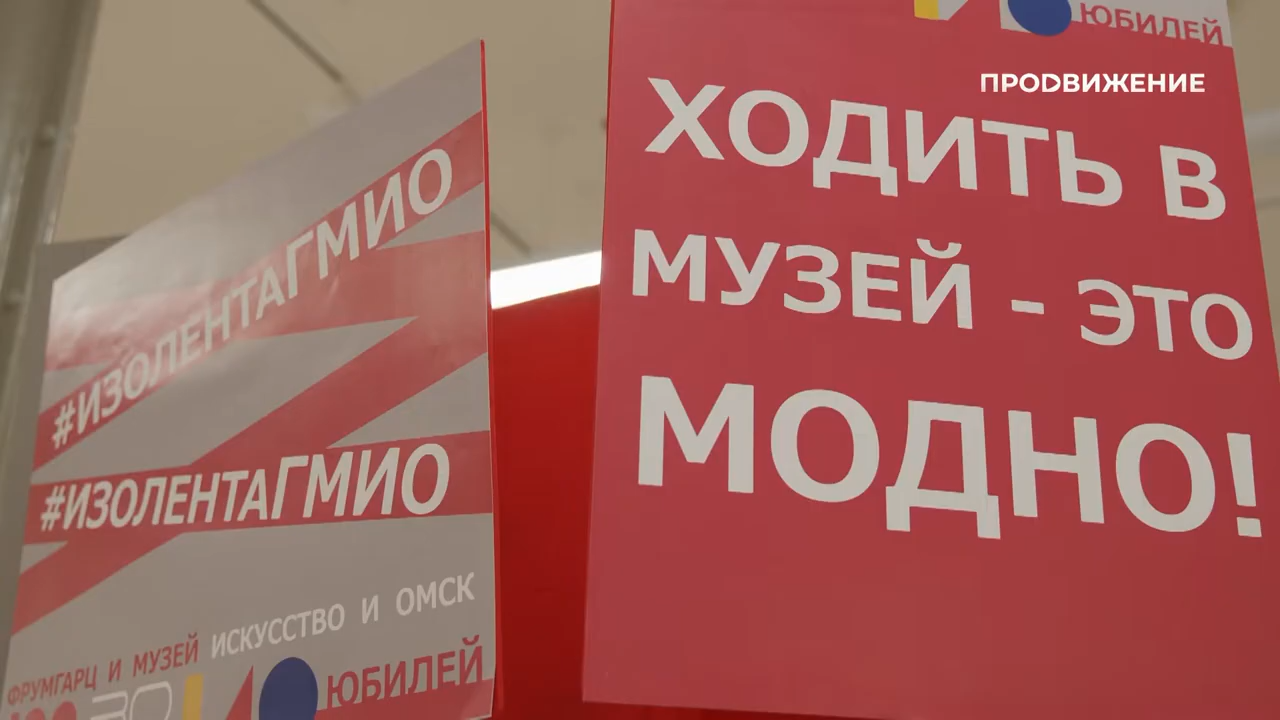 #ИЗОЛЕНТАГМИО
#ИЗОЛЕНТАГМИО
ФРУМГАРЦ И МУЗЕЙ ИСКУССТВО И ОМСК
ЮБИЛЕЙ
ЮБИЛЕЙ
ПРОДВИЖЕНИЕ
ХОДИТЬ В
МУЗЕЙ - ЭТО
МОДНО!